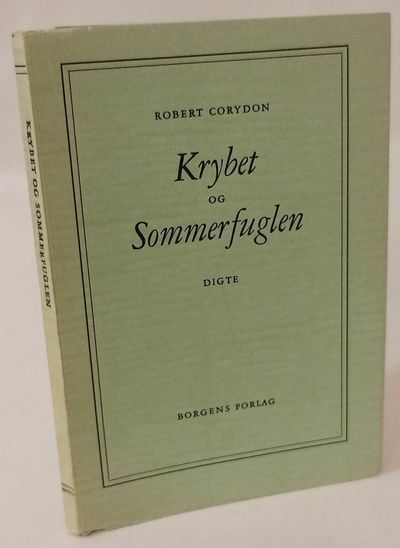 ROBERT CORYDON
Krybet
OG
Sommerfuglen
DIGTE
BORGENS FORLAG
KRYBET OG SOMMERFUGLEN